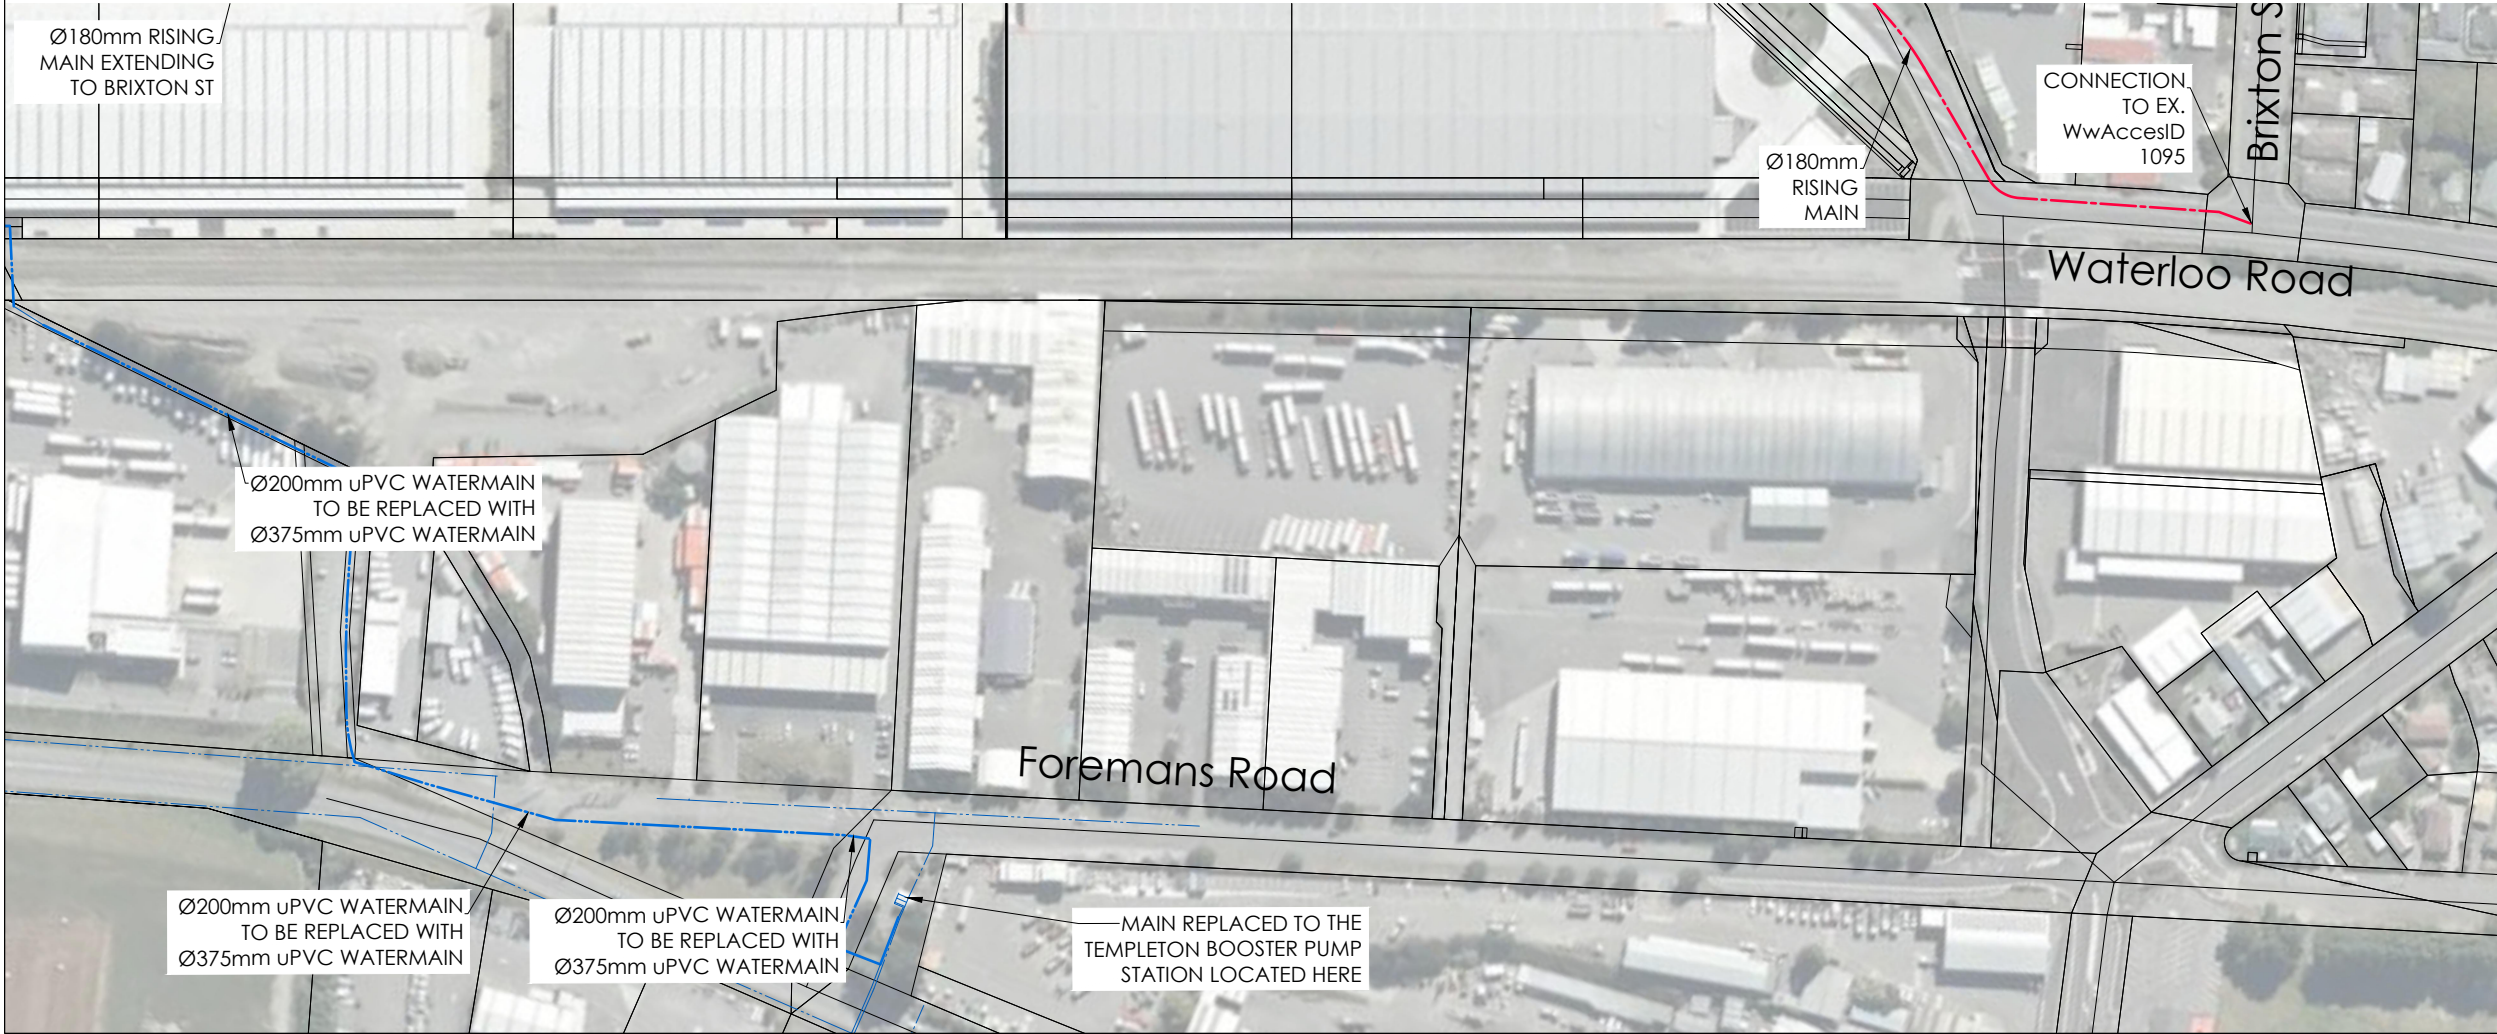 Ø180mm RISING
MAIN EXTENDING
TO BRIXTON ST
Ø180mm
RISING
MAIN
CONNECTION
TO EX.
WwAccesID
1095
Brixton S
Waterloo Road
Ø200mm uPVC WATERMAIN
TO BE REPLACED WITH
Ø375mm uPVC WATERMAIN
Foremans Road
Ø200mm uPVC WATERMAIN
TO BE REPLACED WITH
Ø375mm uPVC WATERMAIN
Ø200mm uPVC WATERMAIN
TO BE REPLACED WITH
Ø375mm uPVC WATERMAIN
MAIN REPLACED TO THE
TEMPLETON BOOSTER PUMP
STATION LOCATED HERE